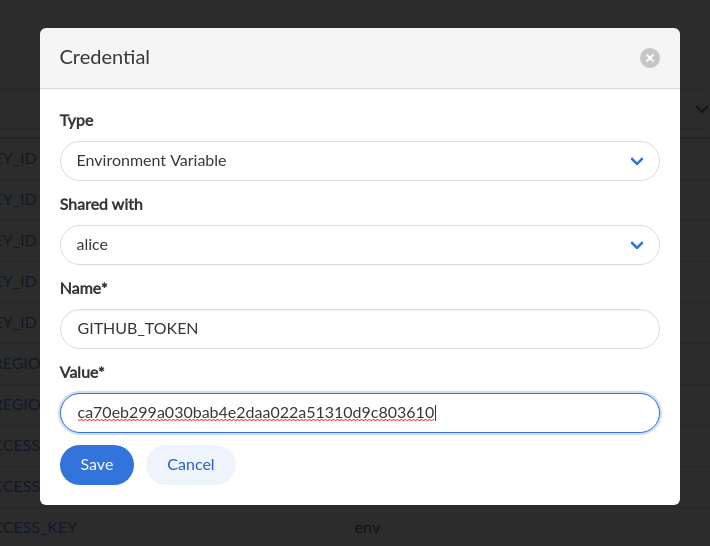 Credential
Type
Environment Variable
Shared with
alice
Name*
GITHUB_TOKEN
Value*
ca70eb299a030bab4e2daa022a51310d9c803610
Save
Cancel
EY_ID
EY_ID
EY_ID
EY_ID
EY_ID
REGIO
REGIO
CCESS
CCESS
CCESS_KEY
env